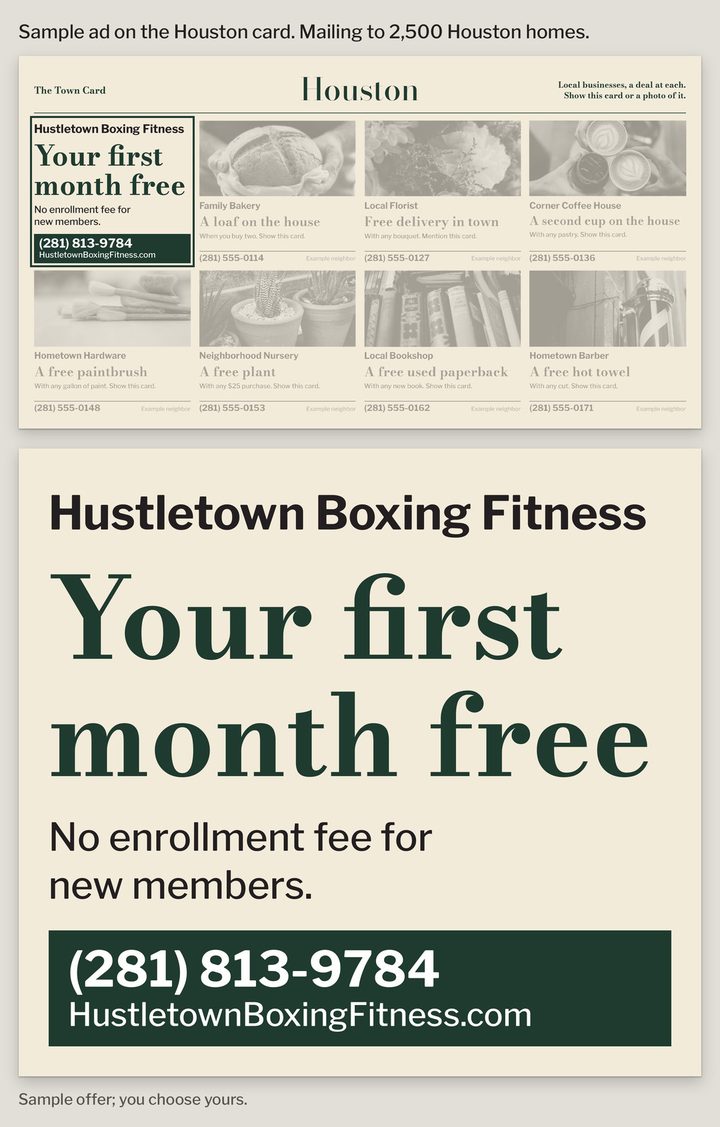 Sample ad on the Houston card. Mailing to 2,500 Houston homes.
The Town Card
Houston
Local businesses, a deal at each.
Show this card or a photo of it.
Hustletown Boxing Fitness
Your first
month free
No enrollment fee for
new members.
(281) 813-9784
HustletownBoxingFitness.com
Family Bakery
A loaf on the house
When you buy two. Show this card.
(281) 555-0114
Example neighbor
Local Florist
Free delivery in town
With any bouquet. Mention this card.
(281) 555-0127
Example neighbor
Corner Coffee House
A second cup on the house
With any pastry. Show this card.
(281) 555-0136
Example neighbor
Hometown Hardware
A free paintbrush
With any gallon of paint. Show this card.
(281) 555-0148
Example neighbor
Neighborhood Nursery
A free plant
With any $25 purchase. Show this card.
(281) 555-0153
Example neighbor
Local Bookshop
A free used paperback
With any new book. Show this card.
(281) 555-0162
Example neighbor
Hometown Barber
A free hot towel
With any cut. Show this card.
(281) 555-0171
Example neighbor
Hustletown Boxing Fitness
Your first
month free
No enrollment fee for
new members.
(281) 813-9784
HustletownBoxingFitness.com
Sample offer; you choose yours.